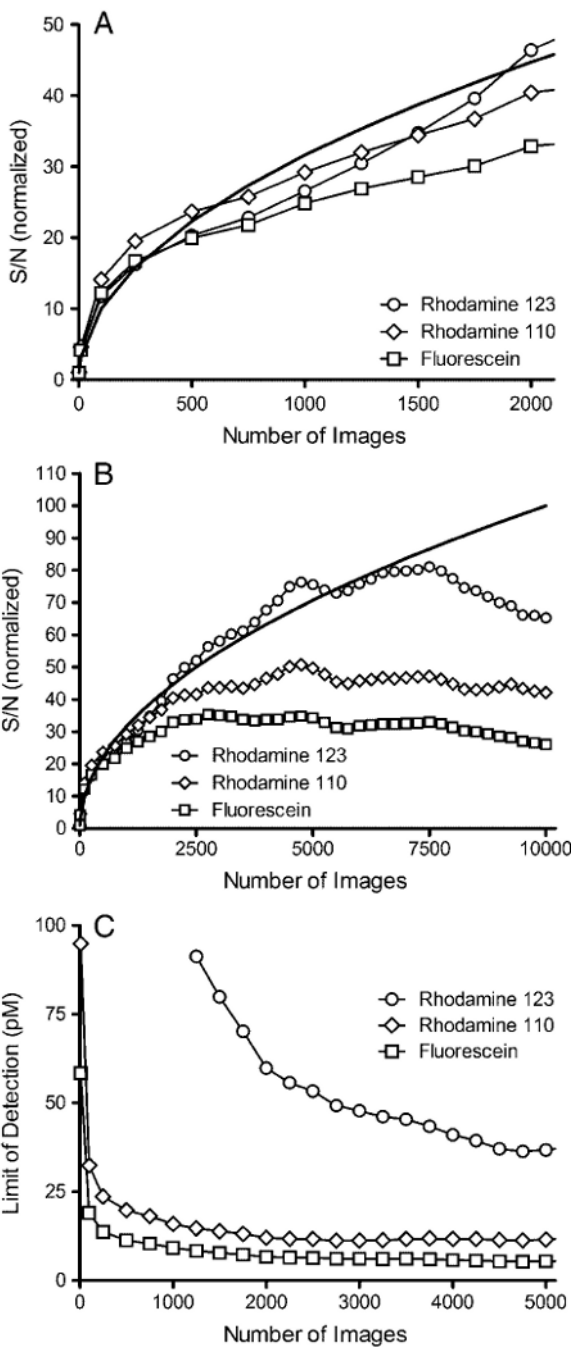 A
50
40
30
20
10
0
S/N (normalized)
Rhodamine 123
Rhodamine 110
Fluorescein
0 500 1000 1500 2000
Number of Images
B
110
100
90
80
70
60
50
40
30
20
10
0
S/N (normalized)
Rhodamine 123
Rhodamine 110
Fluorescein
0 2500 5000 7500 10000
Number of Images
C
100
75
50
25
0
Limit of Detection (pM)
Rhodamine 123
Rhodamine 110
Fluorescein
0 1000 2000 3000 4000 5000
Number of Images